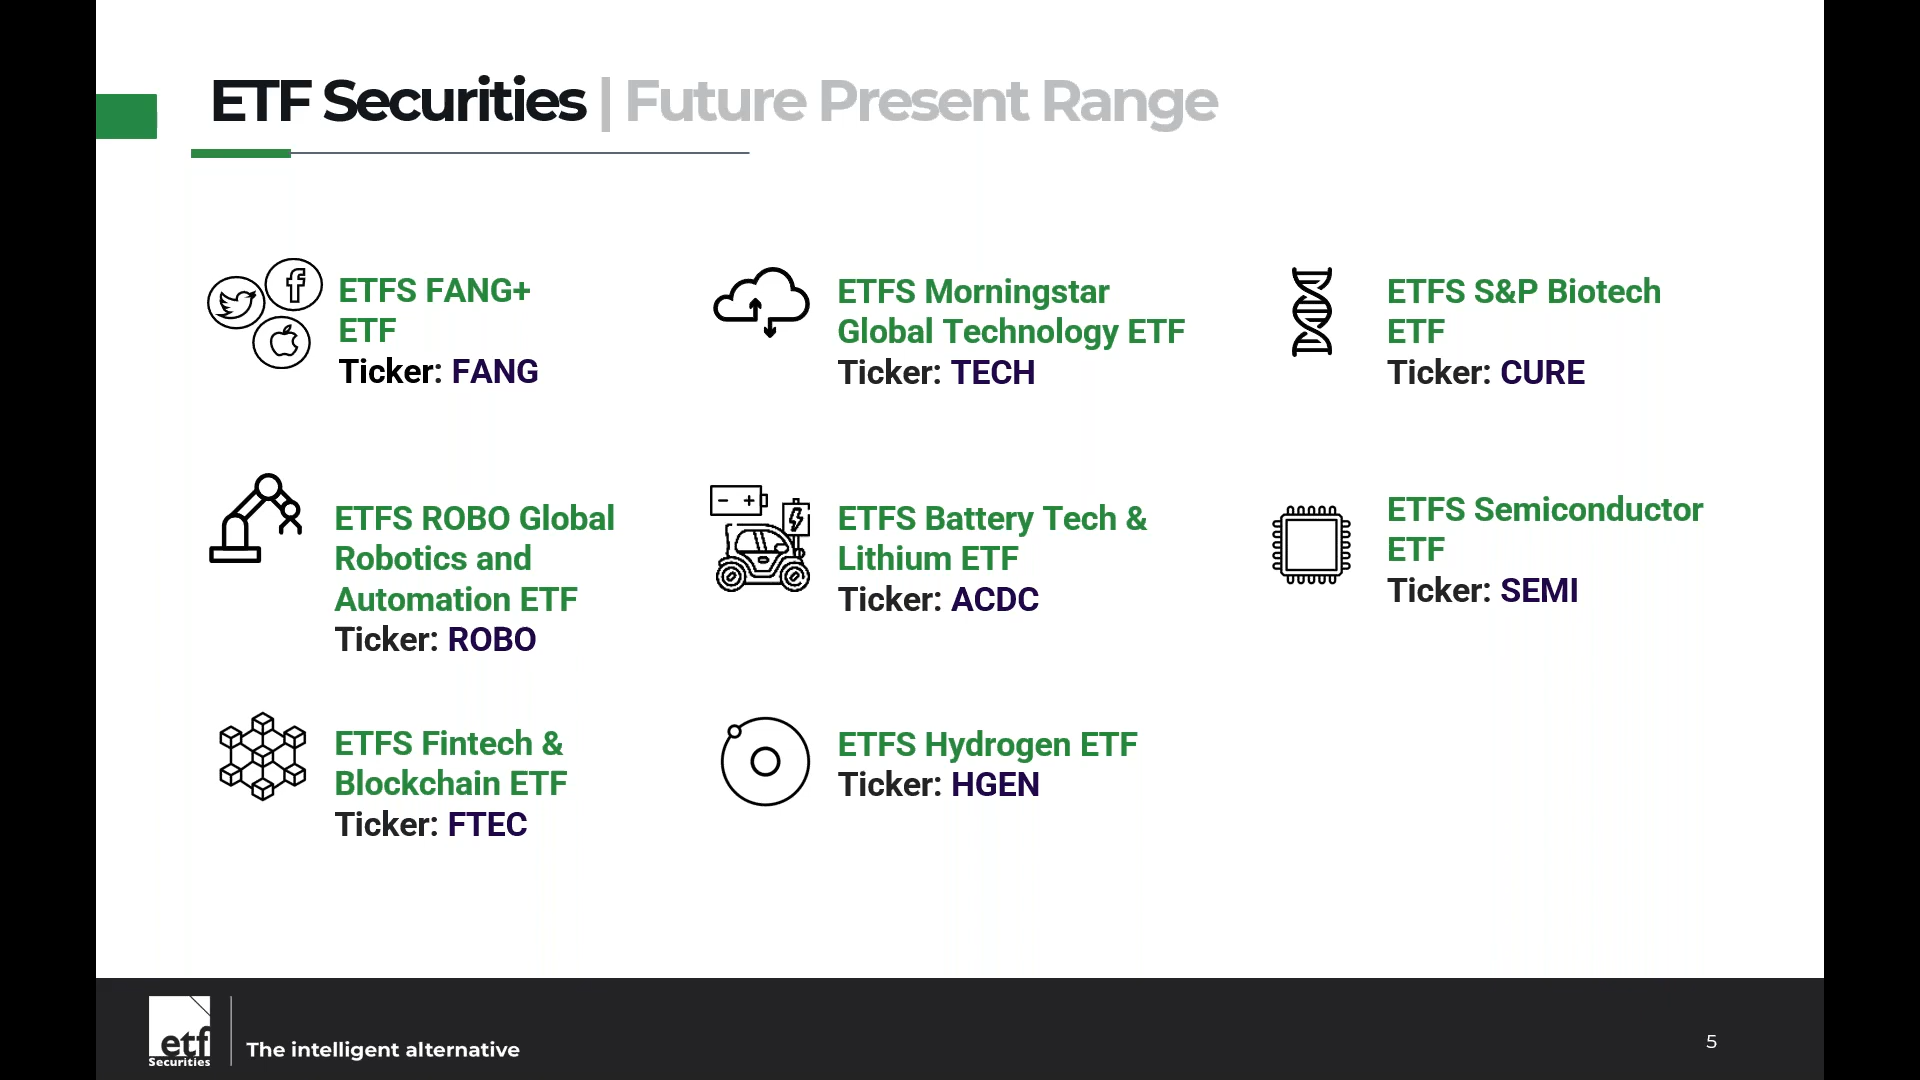 ETF Securities | Future Present Range
ETFS FANG+
ETF
Ticker: FANG
ETFS Morningstar
Global Technology ETF
Ticker: TECH
ETFS S&P Biotech
ETF
Ticker: CURE
ETFS ROBO Global
Robotics and
Automation ETF
Ticker: ROBO
ETFS Battery Tech &
Lithium ETF
Ticker: ACDC
ETFS Semiconductor
ETF
Ticker: SEMI
ETFS Fintech &
Blockchain ETF
Ticker: FTEC
ETFS Hydrogen ETF
Ticker: HGEN
etf
Securities
The intelligent alternative
5